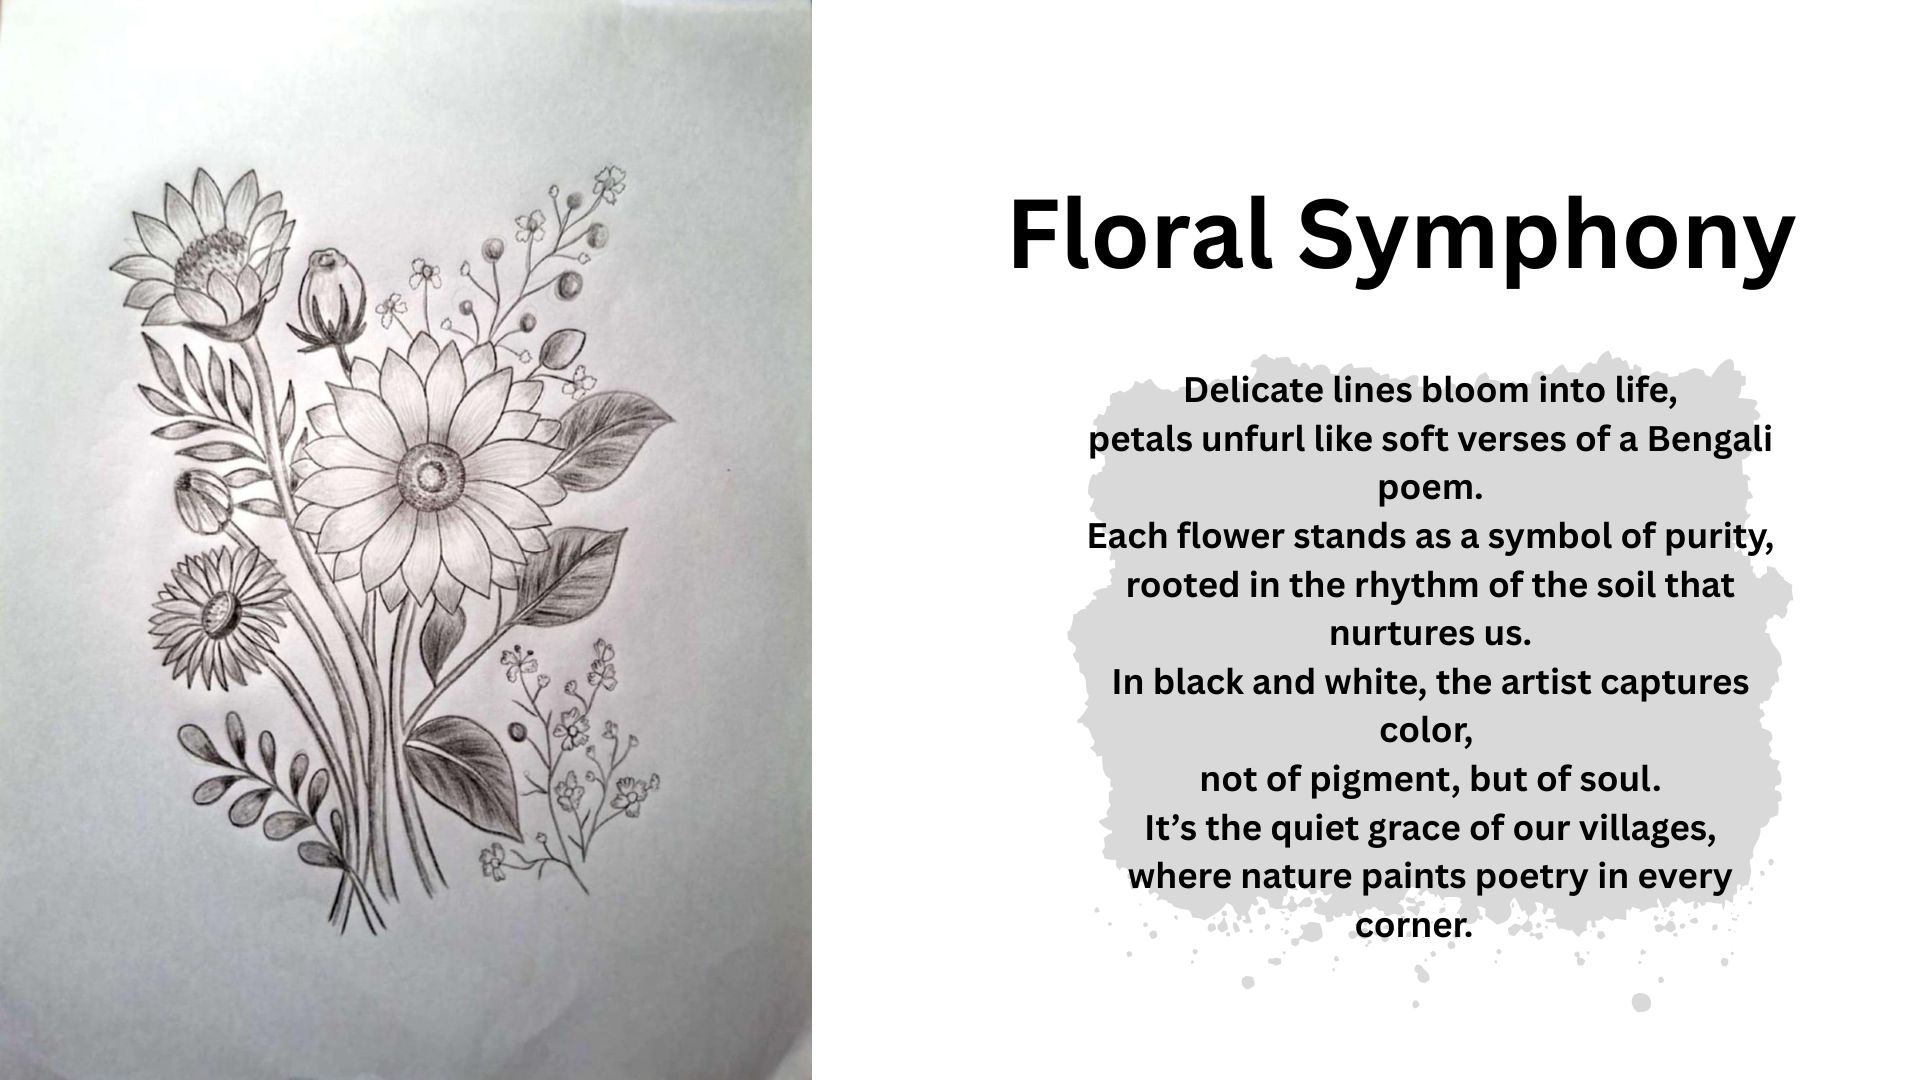 Floral Symphony
Delicate lines bloom into life,
petals unfurl like soft verses of a Bengali
poem.
Each flower stands as a symbol of purity,
rooted in the rhythm of the soil that
nurtures us.
In black and white, the artist captures
color,
not of pigment, but of soul.
It’s the quiet grace of our villages,
where nature paints poetry in every
corner.